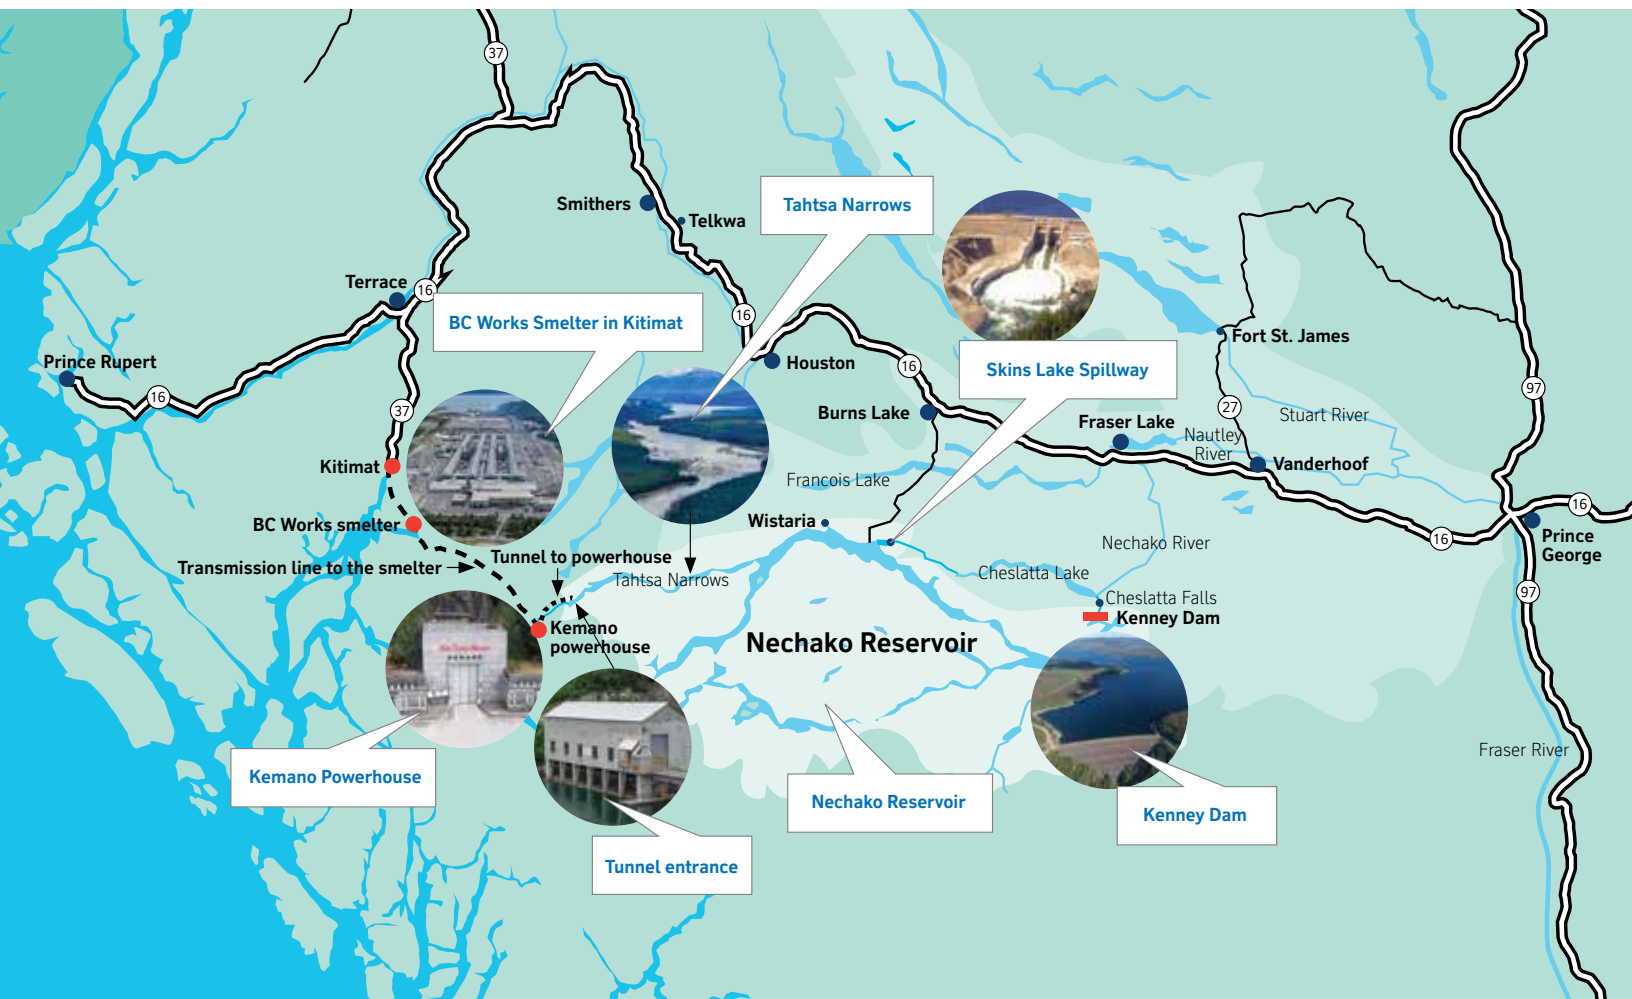 37
Smithers
Telkwa
Tahtsa Narrows
Terrace
16
BC Works Smelter in Kitimat
16
Houston
Prince Rupert
16
37
Skins Lake Spillway
16
Burns Lake
Fort St. James
97
27
Stuart River
Fraser Lake
Nautley
River
Vanderhoof
Kitimat
Francois Lake
BC Works smelter
Wistaria
16
16
Prince
George
Tunnel to powerhouse
Transmission line to the smelter
Tahtsa Narrows
Nechako River
Cheslatta Lake
97
Cheslatta Falls
Kenney Dam
Kemano
powerhouse
Nechako Reservoir
Fraser River
Kemano Powerhouse
Nechako Reservoir
Kenney Dam
Tunnel entrance